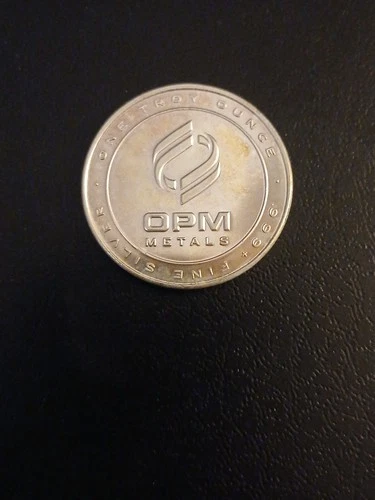 ONE TROY OUNCE
OPM
METALS
.999+ FINE SILVER